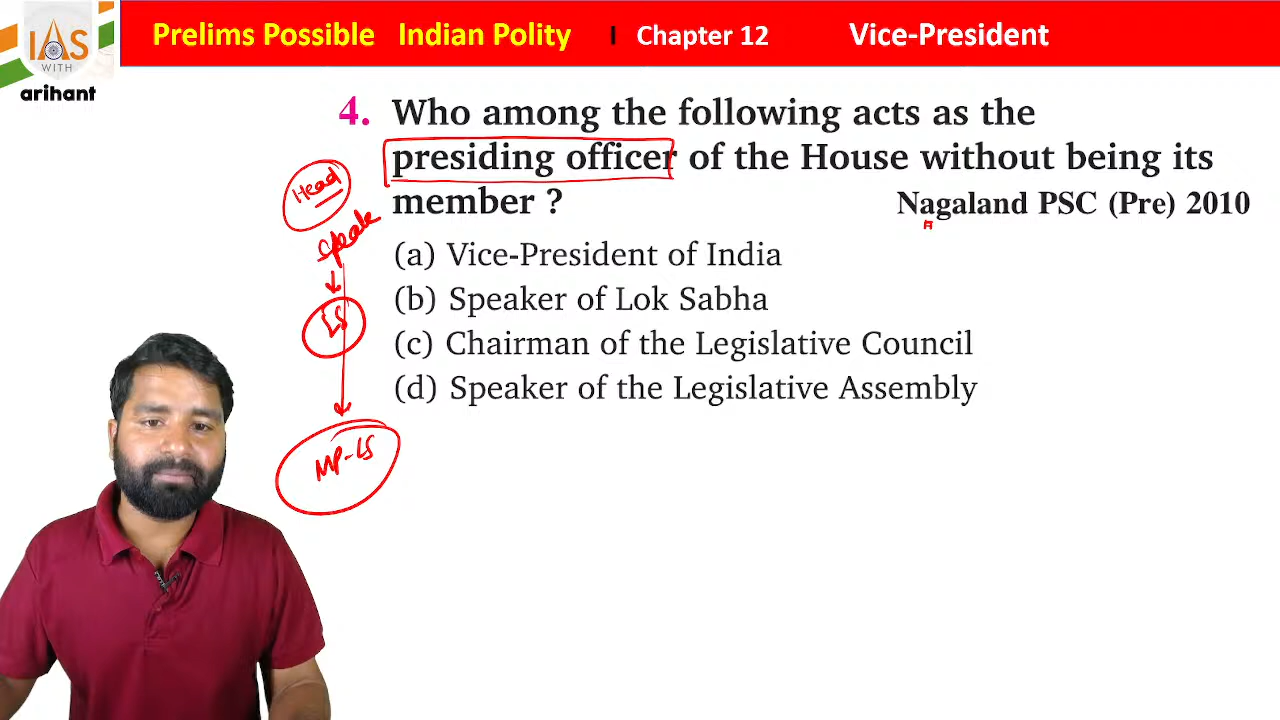 IAS
WITH
arihant
Prelims Possible Indian Polity | Chapter 12 Vice-President
4. Who among the following acts as the
presiding officer of the House without being its
member ?
Nagaland PSC (Pre) 2010
(a) Vice-President of India
(b) Speaker of Lok Sabha
(c) Chairman of the Legislative Council
(d) Speaker of the Legislative Assembly
Head
Speak
LS
MP-LS